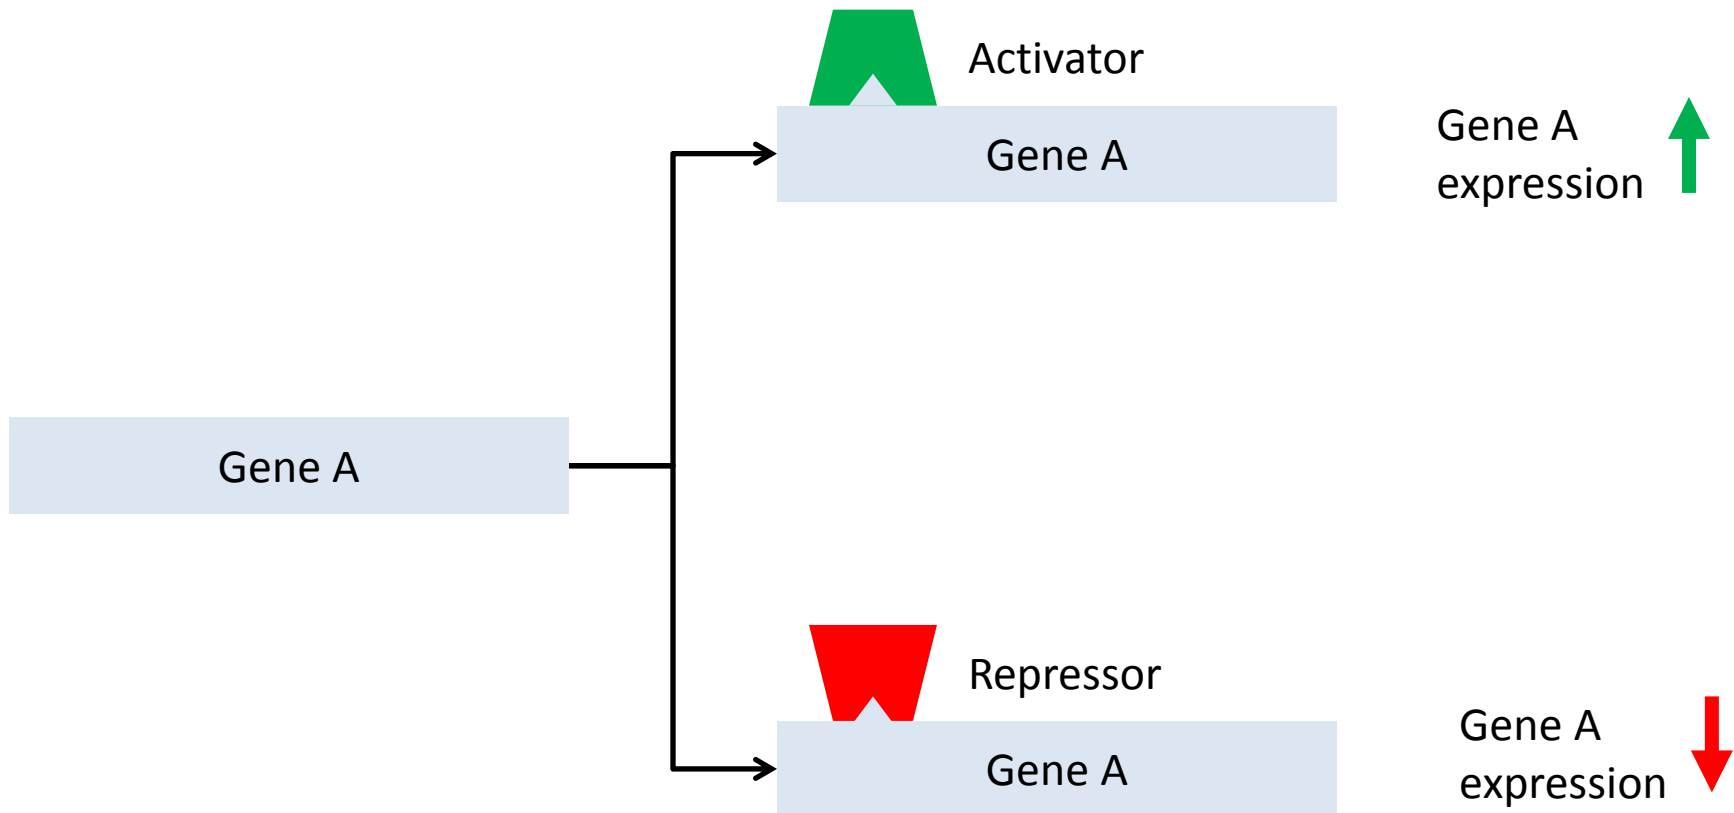 Activator
Gene A
Gene A
expression
Gene A
Repressor
Gene A
Gene A
expression